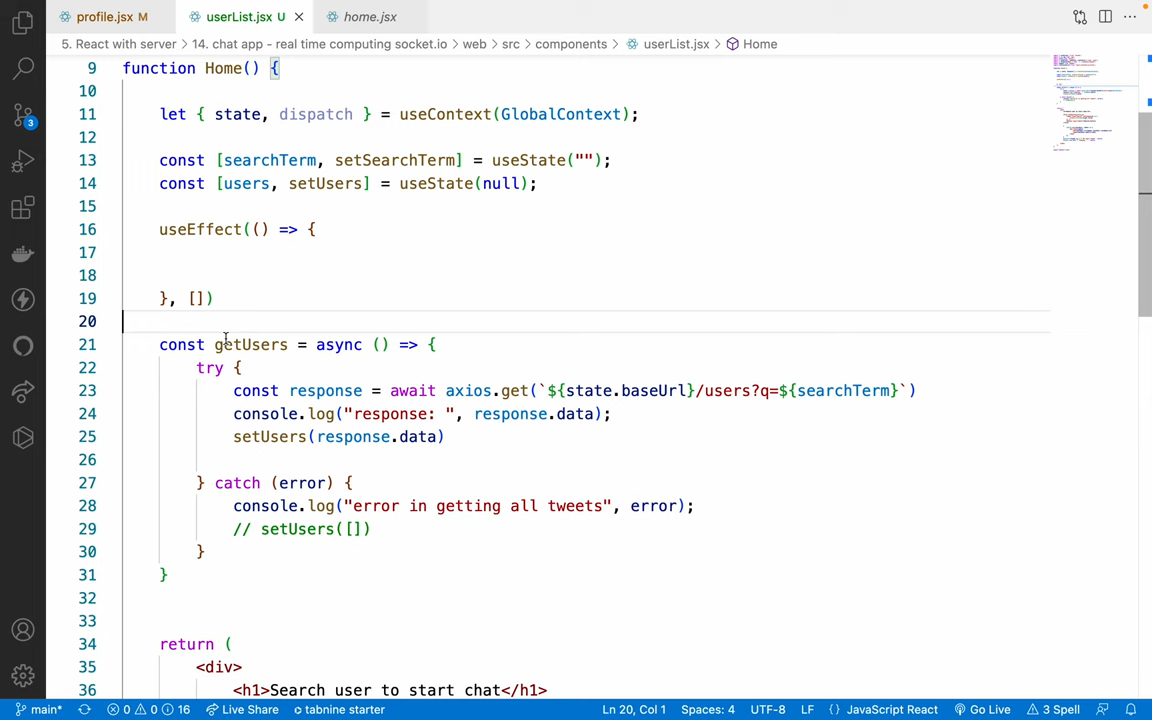 profile.jsx M
userList.jsx U
home.jsx
5. React with server > 14. chat app - real time computing socket.io > web > src > components > userList.jsx > Home
9 function Home() {
10
11 let { state, dispatch } = useContext(GlobalContext);
12
13 const [searchTerm, setSearchTerm] = useState("");
14 const [users, setUsers] = useState(null);
15
16 useEffect(() => {
17
18
19 }, [])
20
21 const getUsers = async () => {
22 try {
23 const response = await axios.get(`${state.baseUrl}/users?q=${searchTerm}`)
24 console.log("response: ", response.data);
25 setUsers(response.data)
26
27 } catch (error) {
28 console.log("error in getting all tweets", error);
29 // setUsers([])
30 }
31 }
32
33
34 return (
35 <div>
36 <h1>Search user to start chat</h1>
3
main* 0 0 16 Live Share tabnine starter Ln 20, Col 1 Spaces: 4 UTF-8 LF {} JavaScript React Go Live 3 Spell